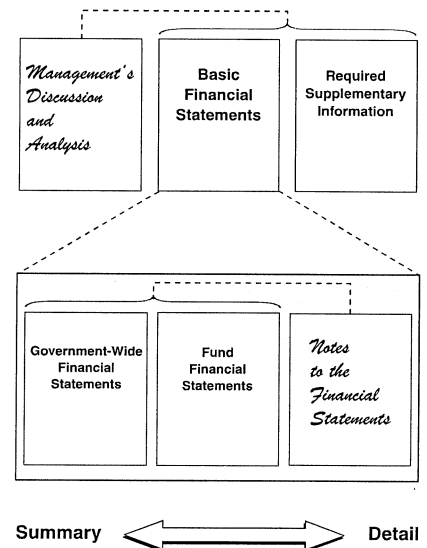 Management's
Discussion
and
Analysis
Basic
Financial
Statements
Required
Supplementary
Information
Government-Wide
Financial
Statements
Fund
Financial
Statements
Notes
to the
Financial
Statements
Summary
Detail